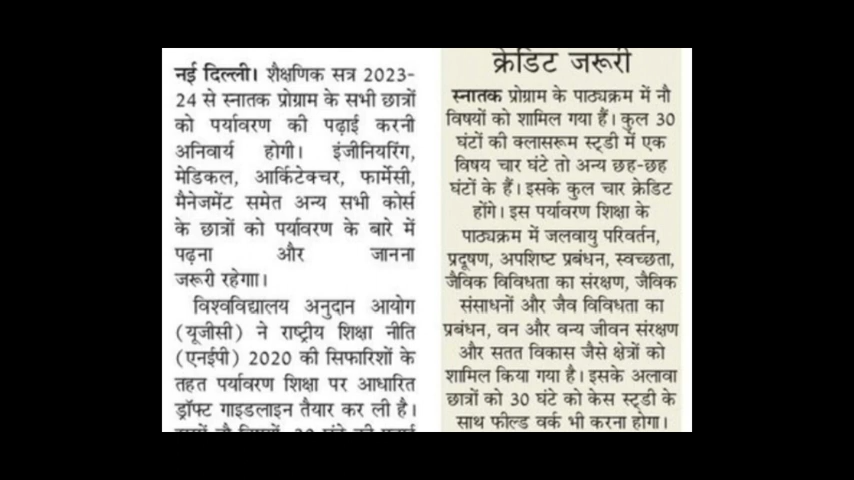 नई दिल्ली। शैक्षणिक सत्र 2023-
24 से स्नातक प्रोग्राम के सभी छात्रों
को पर्यावरण की पढ़ाई करनी
अनिवार्य होगी। इंजीनियरिंग,
मेडिकल, आर्किटेक्चर, फार्मेसी,
मैनेजमेंट समेत अन्य सभी कोर्स
के छात्रों को पर्यावरण के बारे में
पढ़ना और जानना
जरूरी रहेगाा।
विश्वविद्यालय अनुदान आयोग
(यूजीसी) ने राष्ट्रीय शिक्षा नीति
(एनईपी) 2020 की सिफारिशों के
तहत पर्यावरण शिक्षा पर आधारित
ड्रॉफ्ट गाइडलाइन तैयार कर ली है।
क्रेडिट जरूरी
स्नातक प्रोग्राम के पाठ्यक्रम में नौ
विषयों को शामिल गया हैं। कुल 30
घंटों की क्लासरूम स्टडी में एक
विषय चार घंटे तो अन्य छह-छह
घंटों के हैं। इसके कुल चार क्रेडिट
होंगे। इस पर्यावरण शिक्षा के
पाठ्यक्रम में जलवायु परिवर्तन,
प्रदूषण, अपशिष्ट प्रबंधन, स्वच्छता,
जैविक विविधता का संरक्षण, जैविक
संसाधनों और जैव विविधता का
प्रबंधन, वन और वन्य जीवन संरक्षण
और सतत विकास जैसे क्षेत्रों को
शामिल किया गया है। इसके अलावा
छात्रों को 30 घंटे को केस स्टडी के
साथ फील्ड वर्क भी करना होगा।